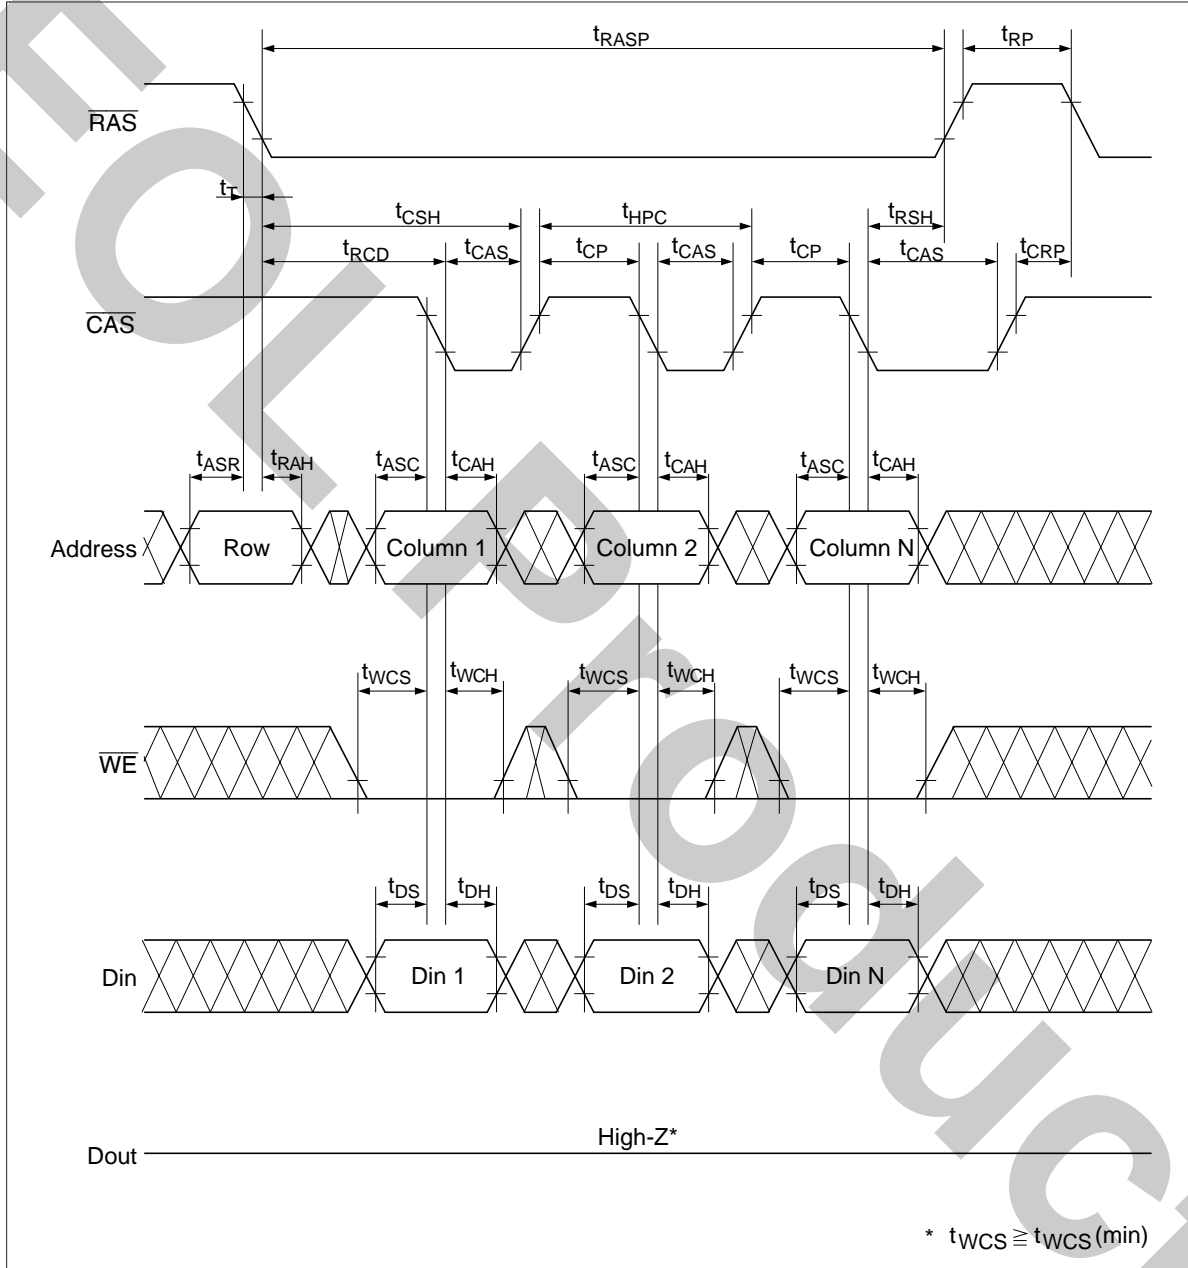 tRASP tRP
RAS
tT
tCSH tHPC tRSH
tRCD tCAS tCP tCAS tCP tCAS tCRP
CAS
tASR tRAH tASC tCAH tASC tCAH tASC tCAH
Address Row Column 1 Column 2 Column N
tWCS tWCH tWCS tWCH tWCS tWCH
WE
tDS tDH tDS tDH tDS tDH
Din Din 1 Din 2 Din N
High-Z*
Dout
* tWCS ≧ tWCS (min)
EOL Product